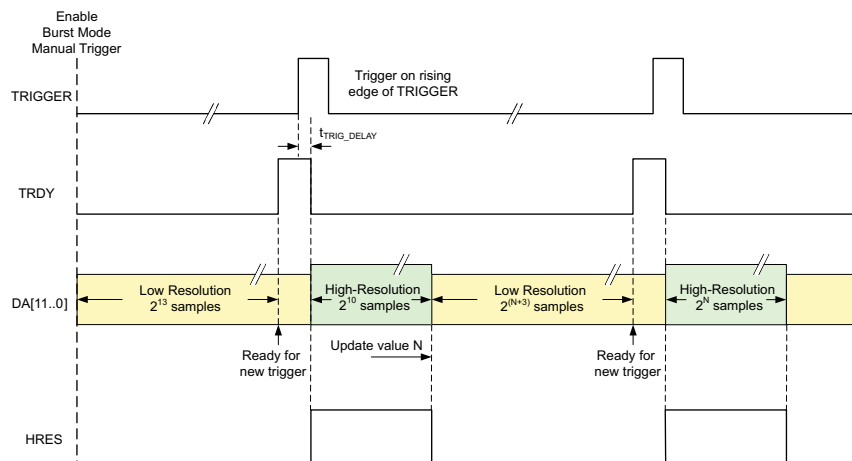 Enable
Burst Mode
Manual Trigger
TRIGGER
Trigger on rising
edge of TRIGGER
tTRIG_DELAY
TRDY
DA[11..0]
Low Resolution
2^13 samples
High-Resolution
2^10 samples
Low Resolution
2^(N+3) samples
High-Resolution
2^N samples
Ready for
new trigger
Update value N
Ready for
new trigger
HRES